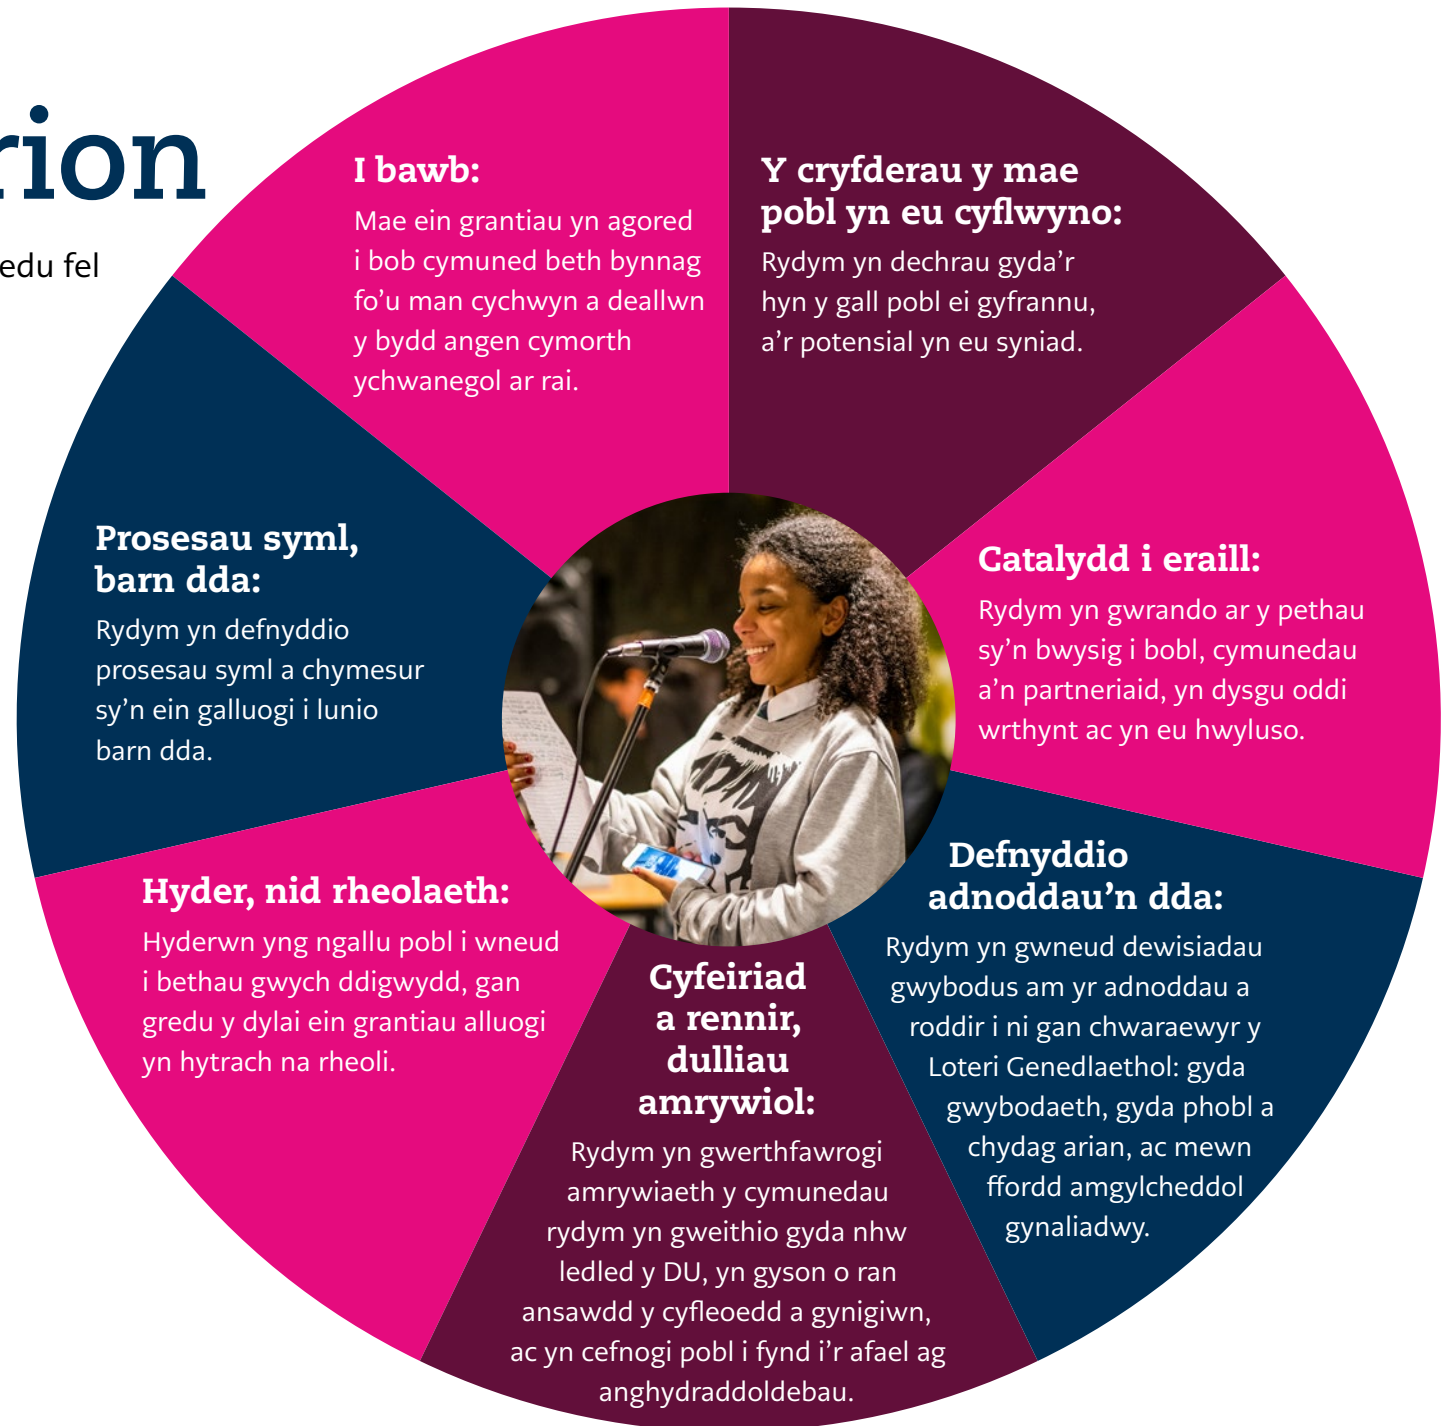 rion
edu fel
I bawb:
Mae ein grantiau yn agored
i bob cymuned beth bynnag
fo’u man cychwyn a deallwn
y bydd angen cymorth
ychwanegol ar rai.
Y cryfderau y mae
pobl yn eu cyflwyno:
Rydym yn dechrau gyda’r
hyn y gall pobl ei gyfrannu,
a’r potensial yn eu syniad.
Catalydd i eraill:
Rydym yn gwrando ar y pethau
sy’n bwysig i bobl, cymunedau
a’n partneriaid, yn dysgu oddi
wrthynt ac yn eu hwyluso.
Defnyddio
adnoddau’n dda:
Rydym yn gwneud dewisiadau
gwybodus am yr adnoddau a
roddir i ni gan chwaraewyr y
Loteri Genedlaethol: gyda
gwybodaeth, gyda phobl a
chydag arian, ac mewn
ffordd amgylcheddol
gynaliadwy.
Cyfeiriad
a rennir,
dulliau
amrywiol:
Rydym yn gwerthfawrogi
amrywiaeth y cymunedau
rydym yn gweithio gyda nhw
ledled y DU, yn gyson o ran
ansawdd y cyfleoedd a gynigiwn,
ac yn cefnogi pobl i fynd i’r afael ag
anghydraddoldebau.
Hyder, nid rheolaeth:
Hyderwn yng ngallu pobl i wneud
i bethau gwych ddigwydd, gan
gredu y dylai ein grantiau alluogi
yn hytrach na rheoli.
Prosesau syml,
barn dda:
Rydym yn defnyddio
prosesau syml a chymesur
sy’n ein galluogi i lunio
barn dda.